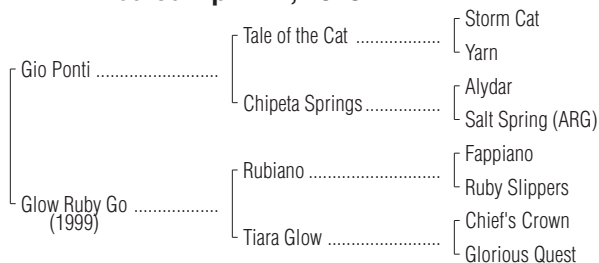 Storm Cat
Tale of the Cat
Yarn
Gio Ponti
Alydar
Chipeta Springs
Salt Spring (ARG)
Fappiano
Rubiano
Ruby Slippers
Glow Ruby Go
(1999)
Chief's Crown
Tiara Glow
Glorious Quest